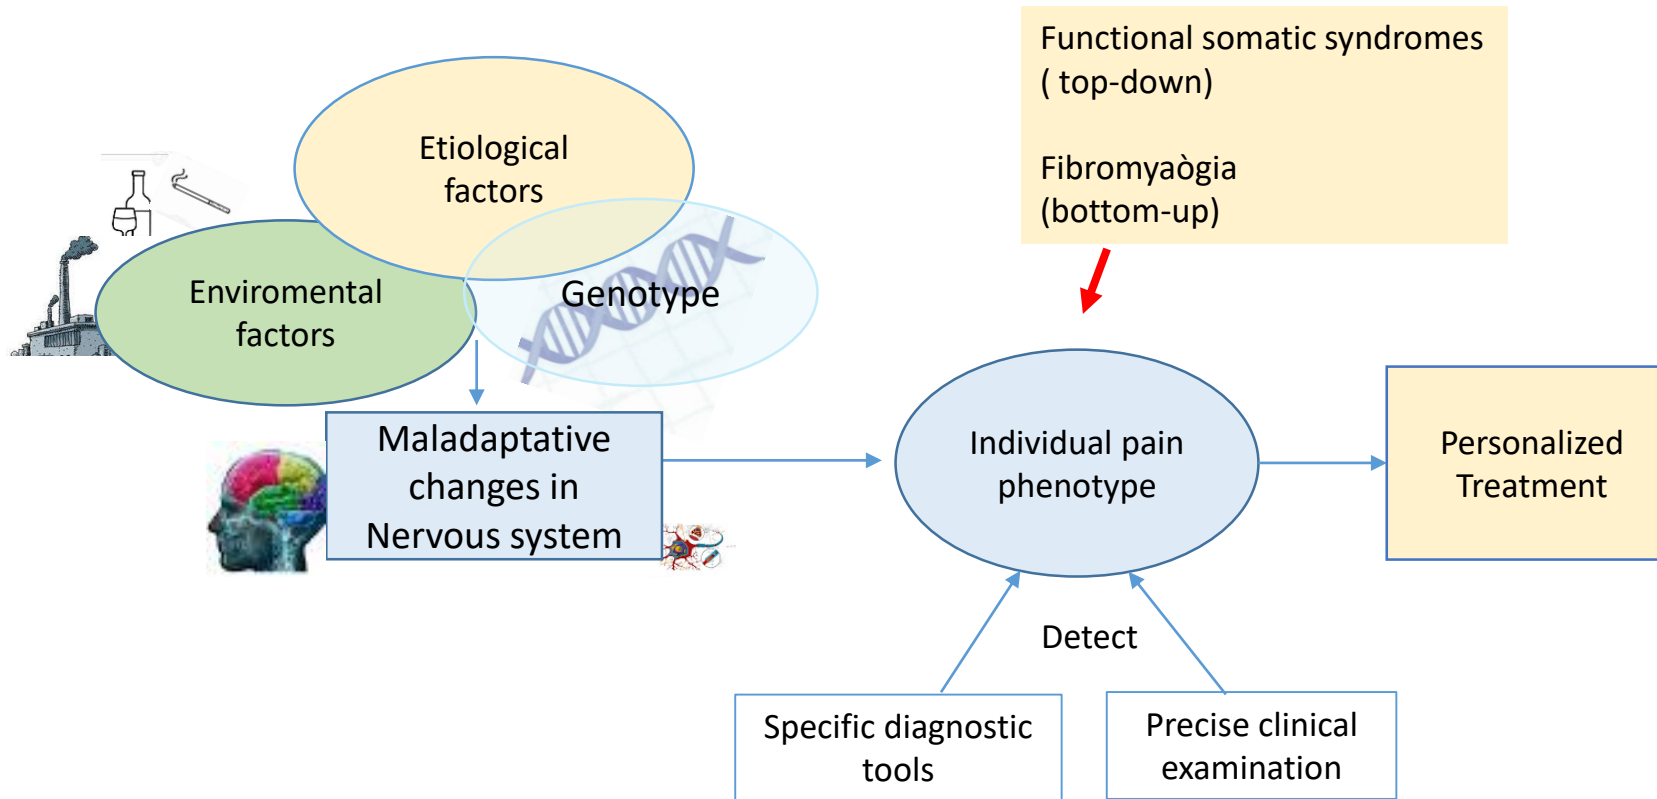 Functional somatic syndromes
( top-down)
Fibromyaògia
(bottom-up)
Etiological
factors
Enviromental
factors
Genotype
Maladaptative
changes in
Nervous system
Individual pain
phenotype
Personalized
Treatment
Detect
Specific diagnostic
tools
Precise clinical
examination